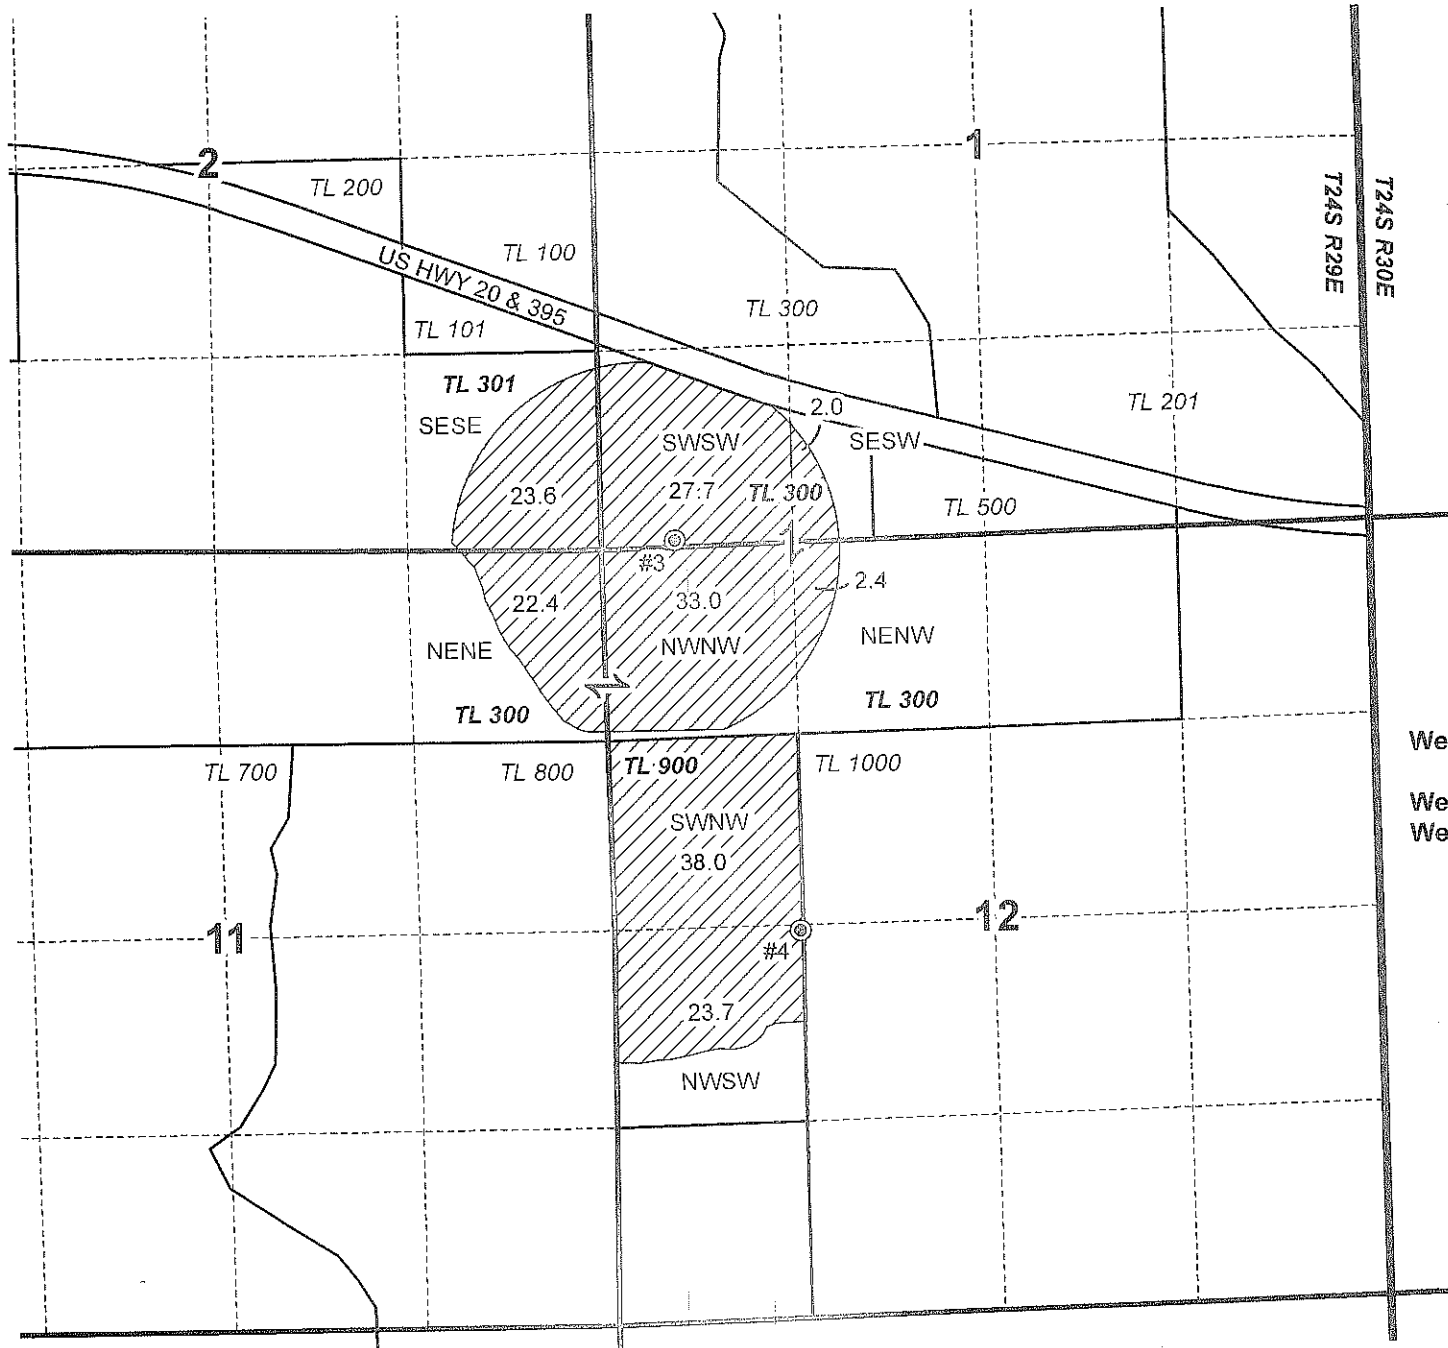 2
1
TL 200
T24S R29E
T24S R30E
TL 100
US HWY 20 & 395
TL 300
TL 101
TL 301
TL 201
2.0
SESE
SWSW
SESW
23.6
27.7
TL 300
TL 500
#3
2.4
22.4
33.0
NENE
NWNW
NENW
TL 300
TL 300
We
TL 700
TL 800
TL 900
TL 1000
We
SWNW
We
38.0
11
12
#4
23.7
NWSW